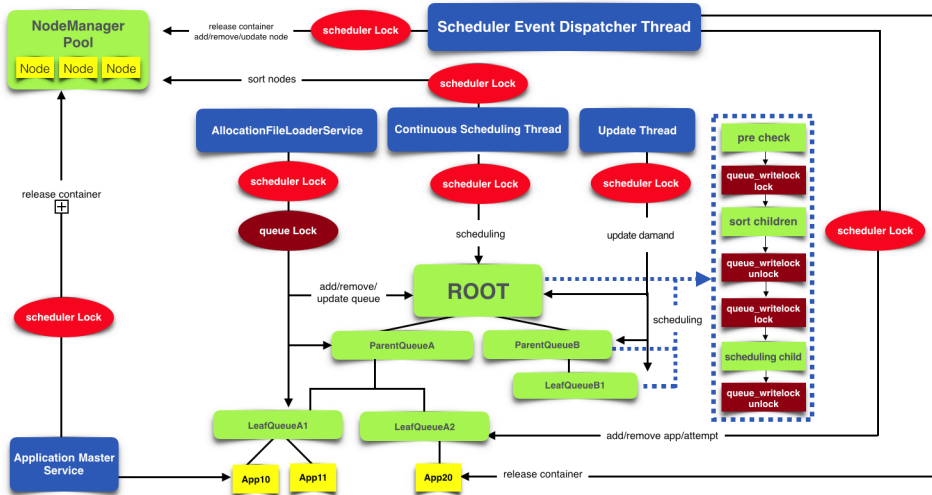 NodeManager
Pool
Node
Node
Node
release container
add/remove/update node
scheduler Lock
Scheduler Event Dispatcher Thread
sort nodes
scheduler Lock
AllocationFileLoaderService
Continuous Scheduling Thread
Update Thread
scheduler Lock
scheduler Lock
scheduler Lock
queue Lock
release container
scheduling
update damand
add/remove/
update queue
ROOT
scheduling
scheduler Lock
ParentQueueA
ParentQueueB
LeafQueueB1
LeafQueueA1
LeafQueueA2
add/remove app/attempt
Application Master
Service
App10
App11
App20
release container
pre check
queue_writelock
lock
sort children
queue_writelock
unlock
queue_writelock
lock
scheduling child
queue_writelock
unlock
scheduler Lock